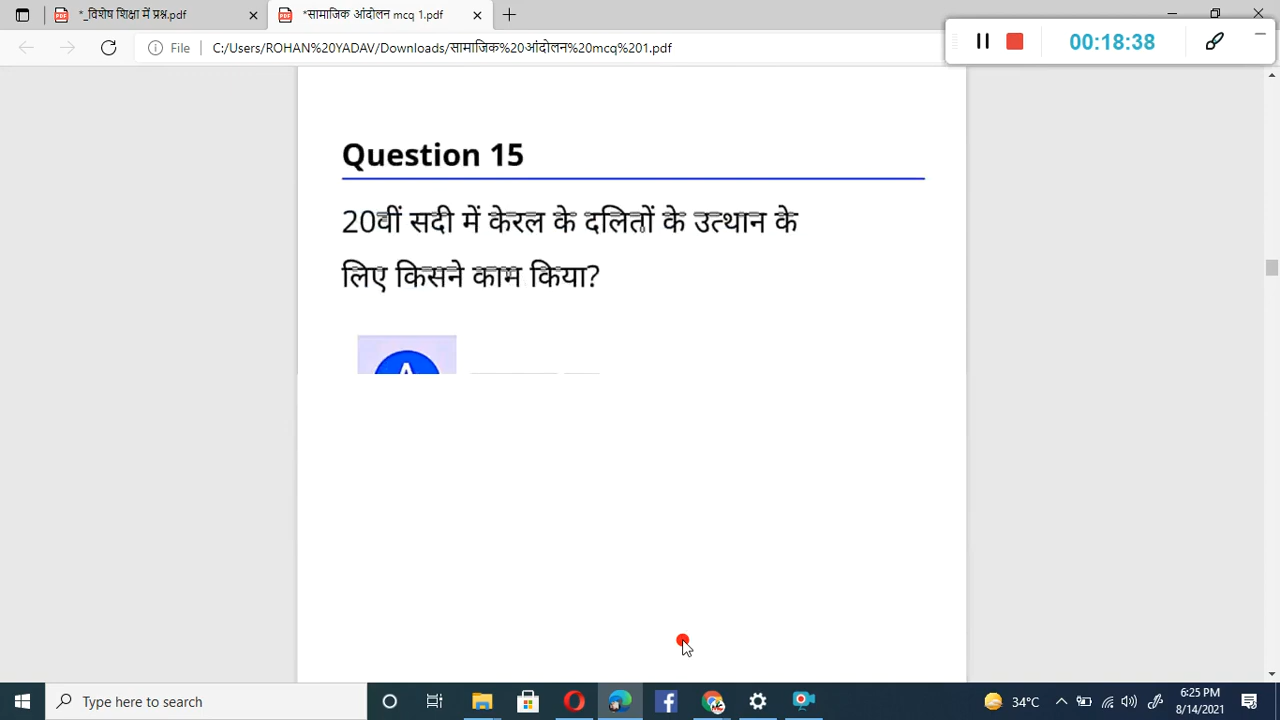 *_विशेष शिक्षा में प्रश्न.pdf
*सामाजिक आंदोलन mcq 1.pdf
File
C:/Users/ROHAN%20YADAV/Downloads/सामाजिक%20आंदोलन%20mcq%201.pdf
00:18:38
Question 15
20वीं सदी में केरल के दलितों के उत्थान के
लिए किसने काम किया?
Type here to search
34°C
6:25 PM
8/14/2021